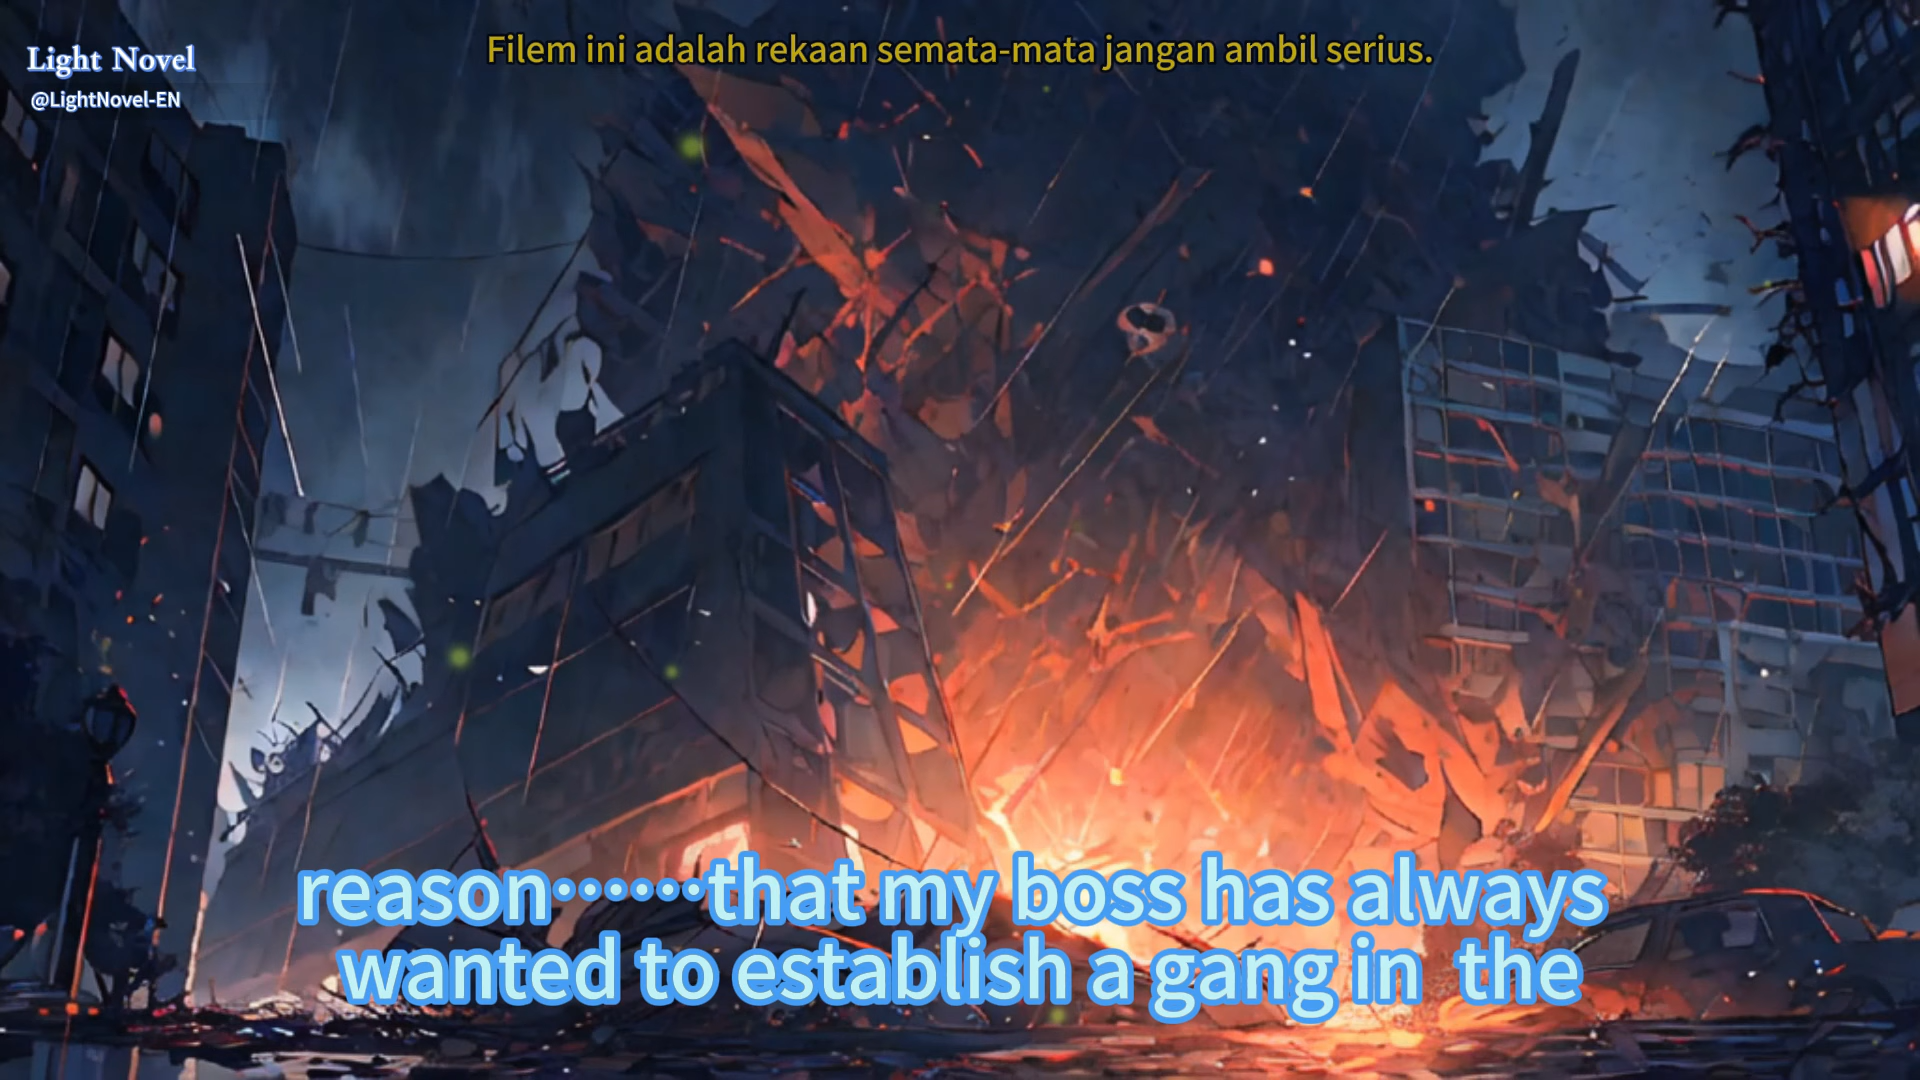 Light Novel
@LightNovel-EN
Filem ini adalah rekaan semata-mata jangan ambil serius.
reason······that my boss has always
wanted to establish a gang in the